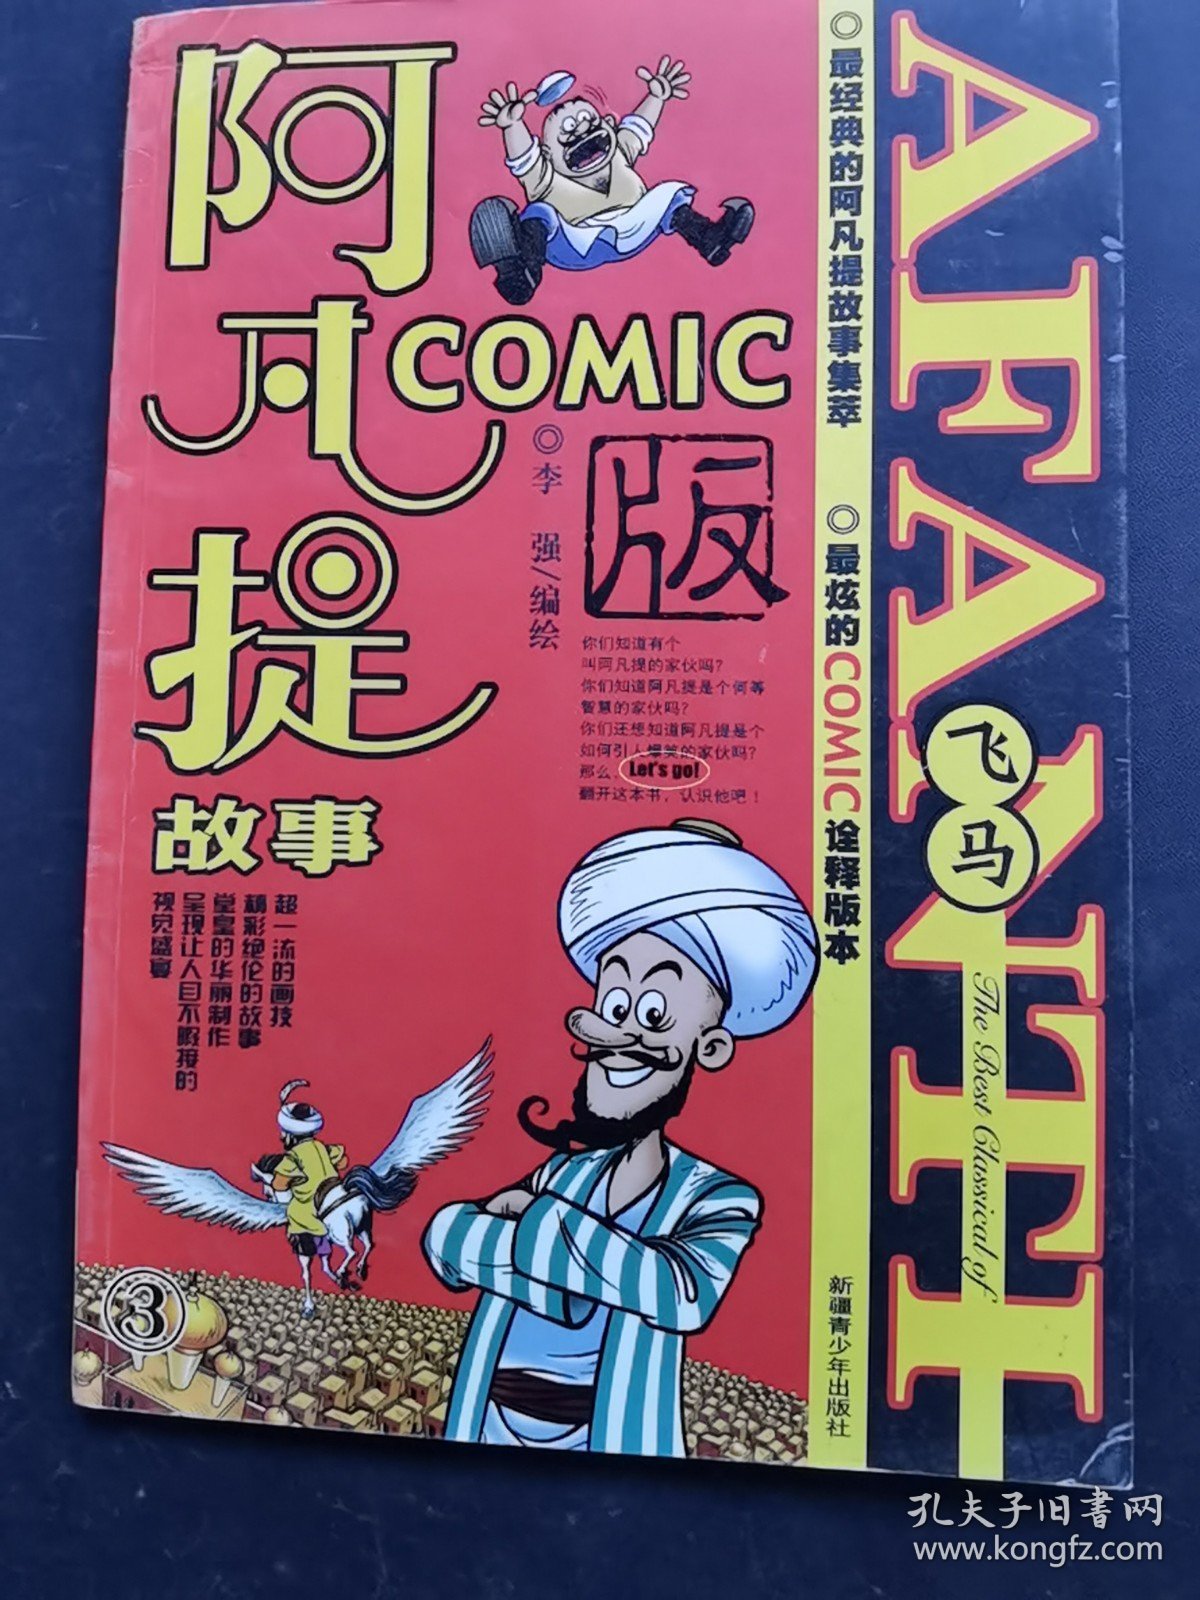 阿凡提
COMIC
版
故事
◎李 强/编绘
你们知道有个
叫阿凡提的家伙吗?
你们知道阿凡提是个何等
智慧的家伙吗?
你们还想知道阿凡提是个
如何引人爆笑的家伙吗?
那么, Let's go!
翻开这本书,认识他吧!
超一流的画技
精彩绝伦的故事
堂皇的华丽制作
呈现让人目不暇接的
视觉盛宴
③
◎最经典的阿凡提故事集萃
◎最炫的COMIC诠释版本
新疆青少年出版社
AFANTI
飞马
The Best Classical of
孔夫子旧书网
www.kongfz.com